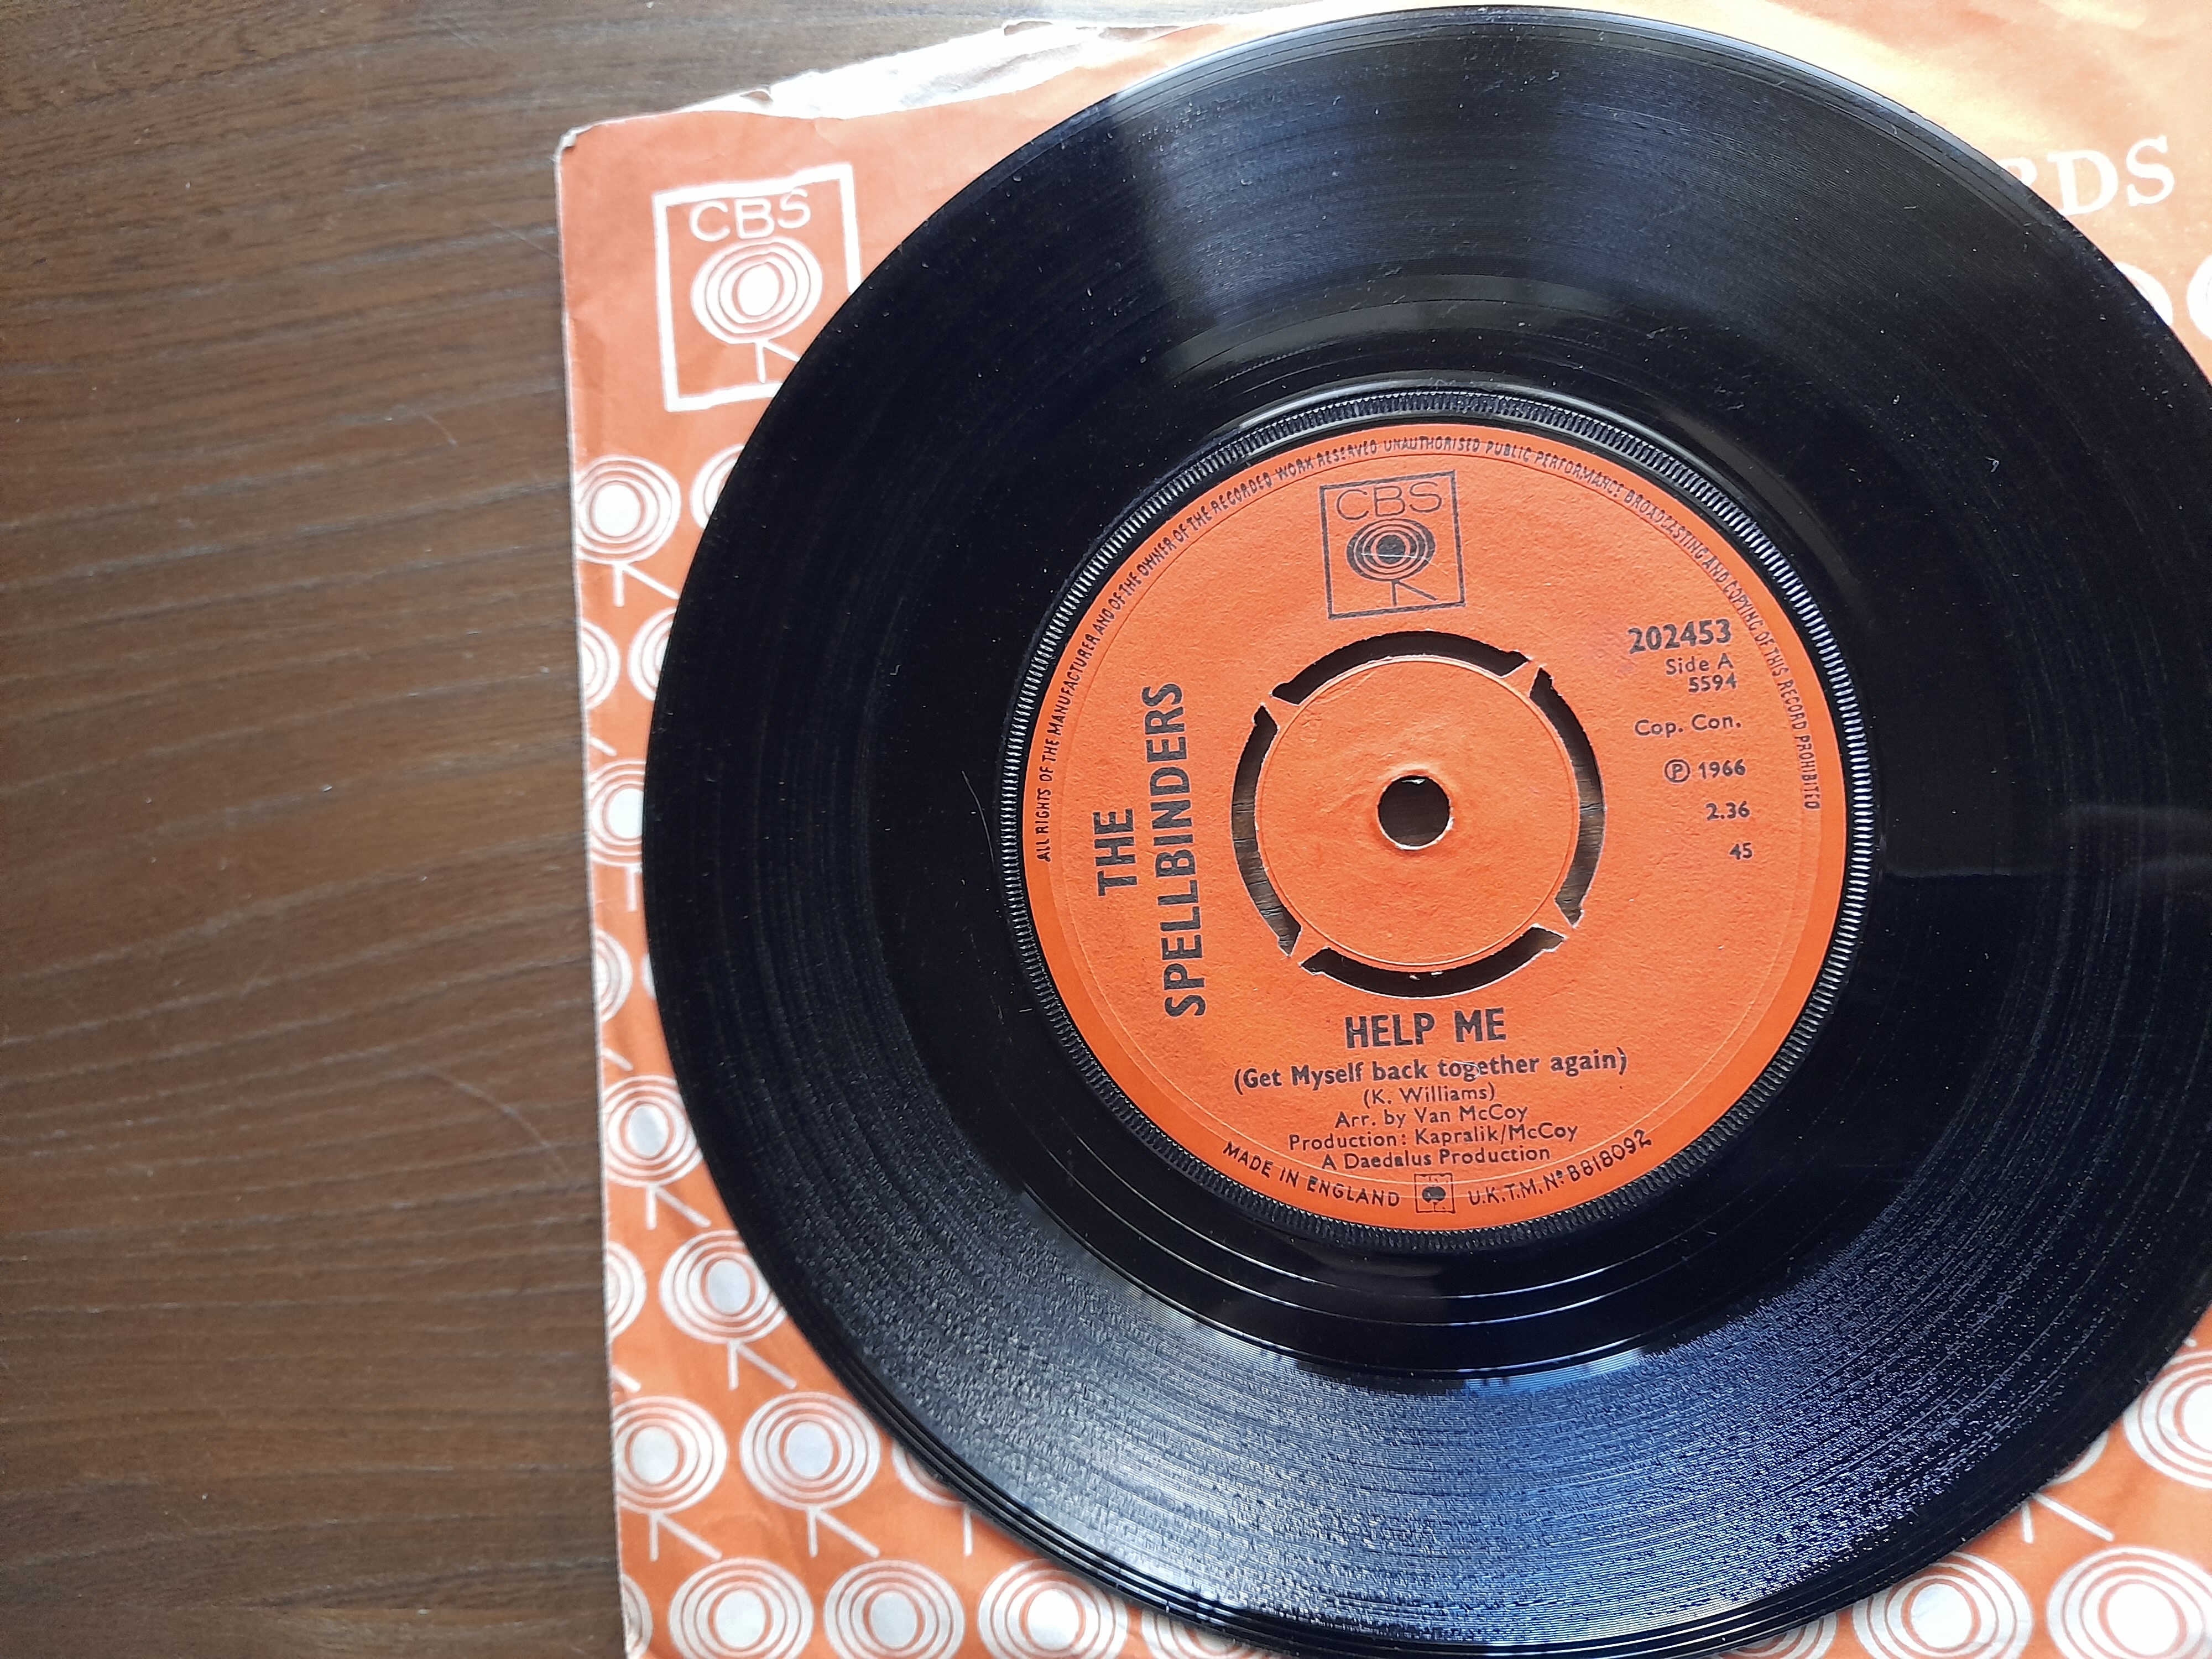 CBS
RDS
ALL RIGHTS OF THE MANUFACTURER AND OF THE OWNER OF THE RECORDED WORK RESERVED UNAUTHORISED PUBLIC PERFORMANCE BROADCASTING AND COPYING OF THIS RECORD PROHIBITED
CBS
202453
Side A
5594
Cop. Con.
Ⓟ 1966
2.36
45
THE
SPELLBINDERS
HELP ME
(Get Myself back together again)
(K. Williams)
Arr. by Van McCoy
Production: Kapralik/McCoy
A Daedalus Production
MADE IN ENGLAND U.K.T.M. Nº B818092